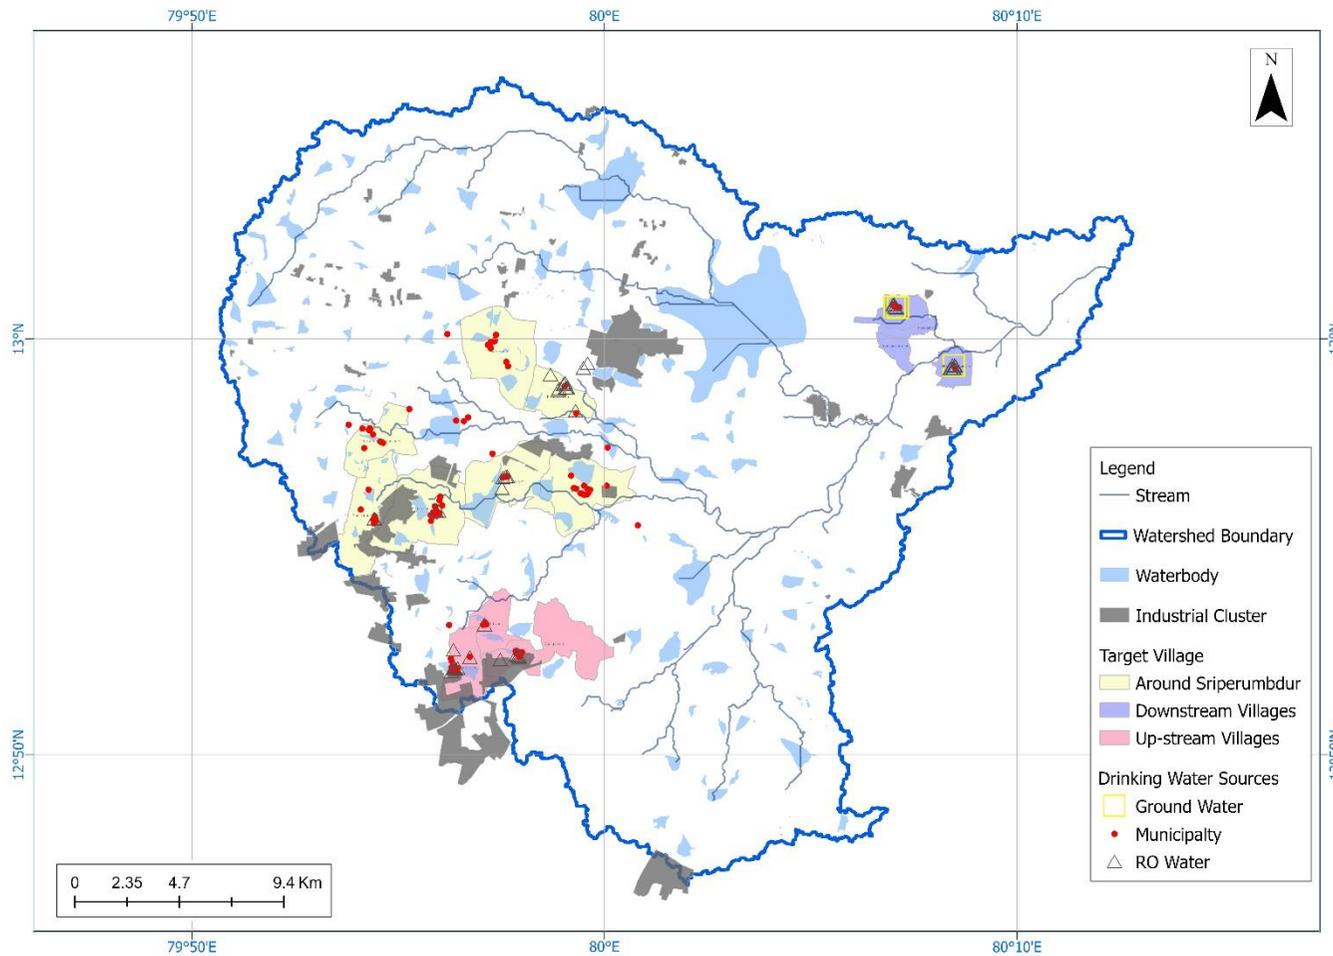 79°50'E 80°E 80°10'E
N
13°N
12°50'N
Legend
Stream
Watershed Boundary
Waterbody
Industrial Cluster
Target Village
Around Sriperumbdur
Downstream Villages
Up-stream Villages
Drinking Water Sources
Ground Water
Municipalty
RO Water
0 2.35 4.7 9.4 Km
79°50'E 80°E 80°10'E